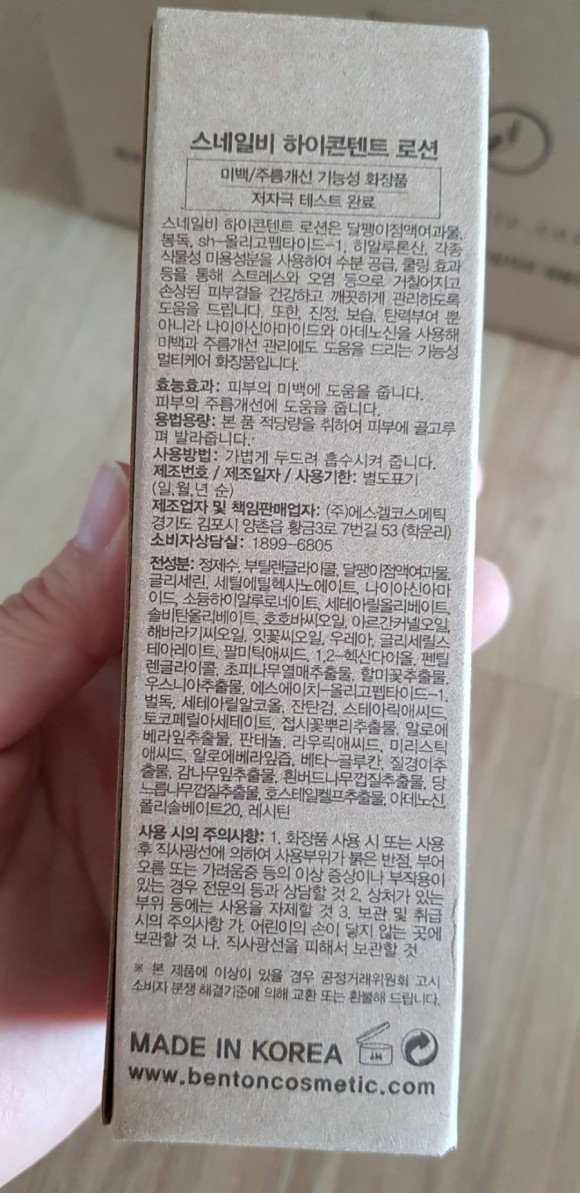 스네일비 하이콘텐트 로션
미백/주름개선 기능성 화장품
저자극 테스트 완료
스네일비 하이콘텐트 로션은 달팽이점액여과물,
봉독, sh-올리고펩타이드-1, 히알루론산, 각종
식물성 미용성분을 사용하여 수분 공급, 쿨링 효과
등을 통해 스트레스와 오염 등으로 거칠어지고
손상된 피부결을 건강하고 깨끗하게 관리하도록
도움을 드립니다. 또한, 진정, 보습, 탄력부여 뿐
아니라 나이아신아마이드와 아데노신을 사용해
미백과 주름개선 관리에도 도움을 드리는 기능성
멀티케어 화장품입니다.
효능효과: 피부의 미백에 도움을 줍니다.
피부의 주름개선에 도움을 줍니다.
용법용량: 본 품 적당량을 취하여 피부에 골고루
펴 발라줍니다.
사용방법: 가볍게 두드려 흡수시켜 줍니다.
제조번호 / 제조일자 / 사용기한: 별도표기
(일,월,년 순)
제조업자 및 책임판매업자: (주)에스겔코스메틱
경기도 김포시 양촌읍 황금3로 7번길 53 (학운리)
소비자상담실: 1899-6805
전성분: 정제수, 부틸렌글라이콜, 달팽이점액여과물,
글리세린, 세틸에틸헥사노에이트, 나이아신아마
이드, 소듐하이알루로네이트, 세테아릴올리베이트,
솔비탄올리베이트, 호호바씨오일, 아르간커넬오일,
해바라기씨오일, 잇꽃씨오일, 우레아, 글리세릴스
테아레이트, 팔미틱애씨드, 1,2-헥산다이올, 펜틸
렌글라이콜, 초피나무열매추출물, 할미꽃추출물,
우스니아추출물, 에스에이치-올리고펩타이드-1,
벌독, 세테아릴알코올, 잔탄검, 스테아릭애씨드,
토코페릴아세테이트, 접시꽃뿌리추출물, 알로에
베라잎추출물, 판테놀, 라우릭애씨드, 미리스틱
애씨드, 알로에베라잎즙, 베타-글루칸, 질경이추
출물, 감나무잎추출물, 흰버드나무껍질추출물, 당
느릅나무껍질추출물, 호스테일켈프추출물, 아데노신,
폴리솔베이트20, 레시틴
사용 시의 주의사항: 1. 화장품 사용 시 또는 사용
후 직사광선에 의하여 사용부위가 붉은 반점, 부어
오름 또는 가려움증 등의 이상 증상이나 부작용이
있는 경우 전문의 등과 상담할 것 2. 상처가 있는
부위 등에는 사용을 자제할 것 3. 보관 및 취급
시의 주의사항 가. 어린이의 손이 닿지 않는 곳에
보관할 것 나. 직사광선을 피해서 보관할 것
※ 본 제품에 이상이 있을 경우 공정거래위원회 고시
소비자 분쟁 해결기준에 의해 교환 또는 환불해 드립니다.
MADE IN KOREA
www.bentoncosmetic.com